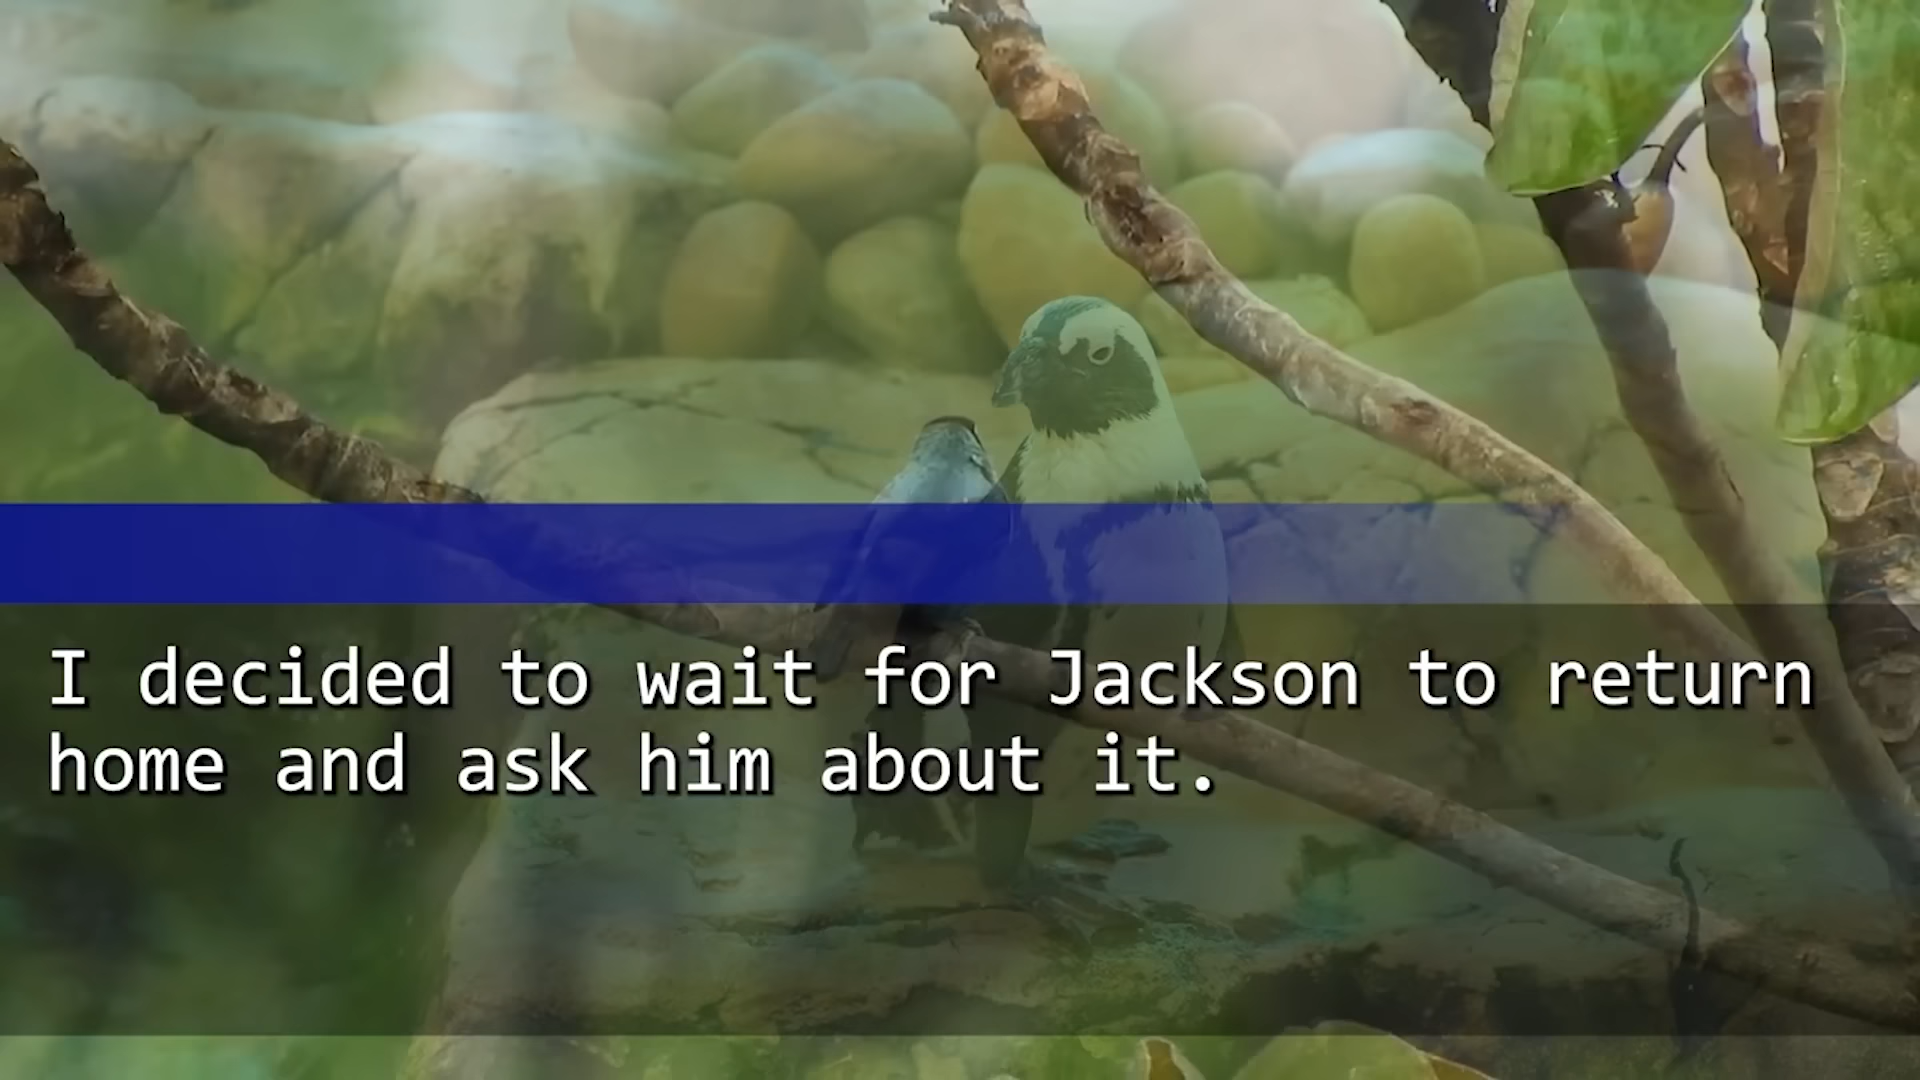 I decided to wait for Jackson to return
home and ask him about it.